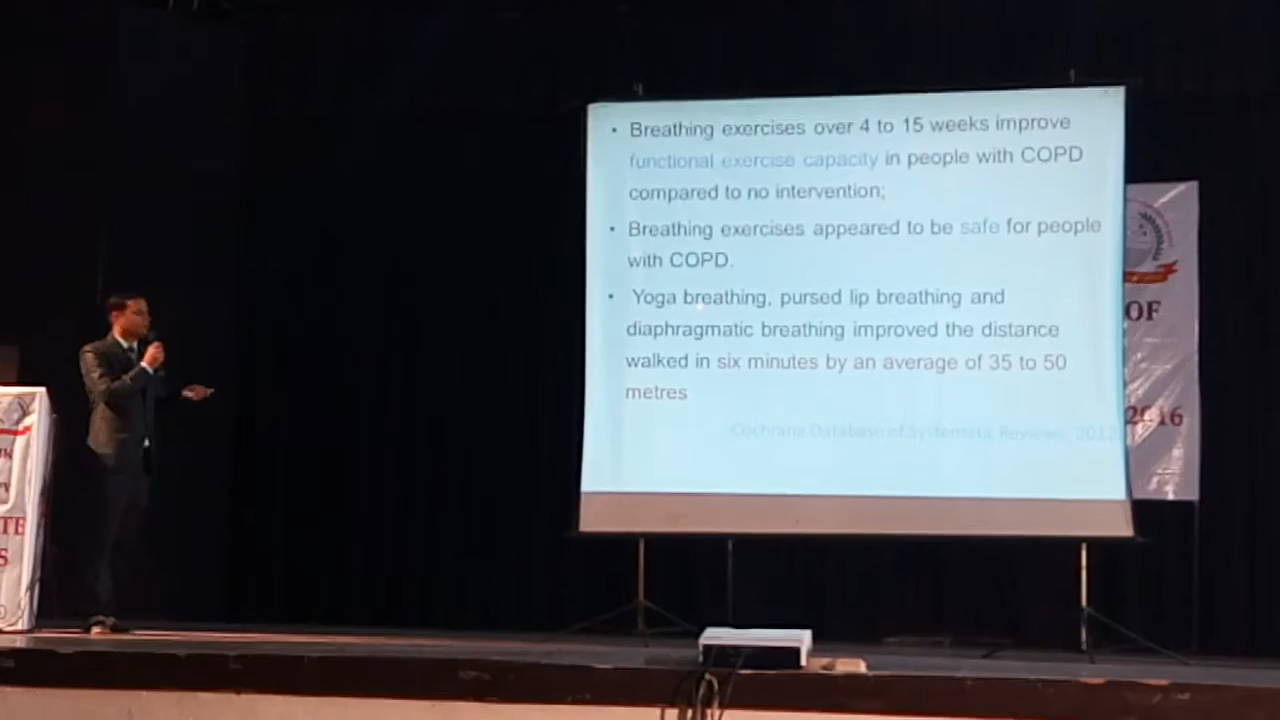 • Breathing exercises over 4 to 15 weeks improve
functional exercise capacity in people with COPD
compared to no intervention;
• Breathing exercises appeared to be safe for people
with COPD.
• Yoga breathing, pursed lip breathing and
diaphragmatic breathing improved the distance
walked in six minutes by an average of 35 to 50
metres
Cochrane Database of Systemata Reviews, 2012
OF
2016
TE
S